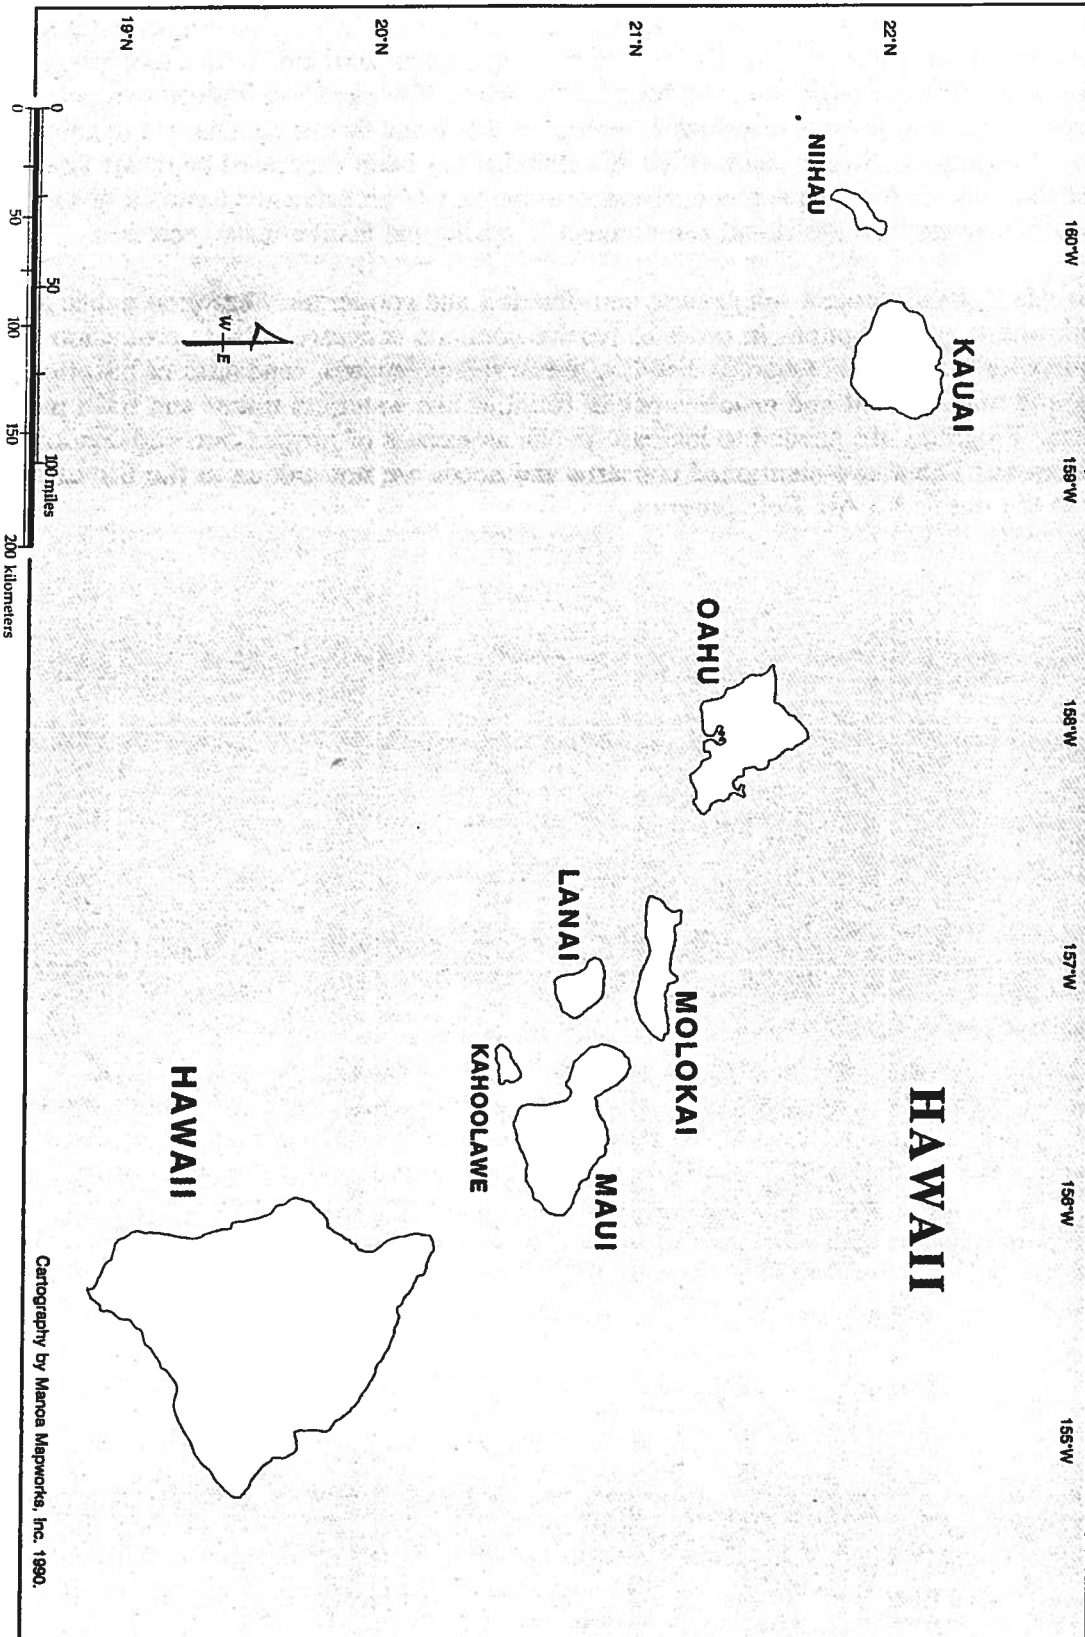 HAWAII
160°W
159°W
158°W
157°W
156°W
155°W
22°N
21°N
20°N
19°N
KAUAI
NIIHAU
OAHU
MOLOKAI
LANAI
MAUI
KAHOOLAWE
HAWAII
W E
0 50 100 miles
0 50 100 150 200 kilometers
Cartography by Manoa Mapworks, Inc. 1990.